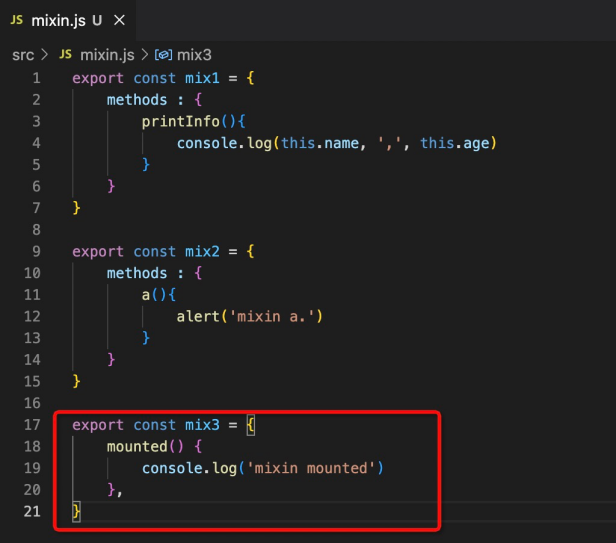 JS mixin.js U ×
src > JS mixin.js > mix3
1 export const mix1 = {
2     methods : {
3         printInfo(){
4             console.log(this.name, ',', this.age)
5         }
6     }
7 }
8
9 export const mix2 = {
10     methods : {
11         a(){
12             alert('mixin a.')
13         }
14     }
15 }
16
17 export const mix3 = {
18     mounted() {
19         console.log('mixin mounted')
20     },
21 }